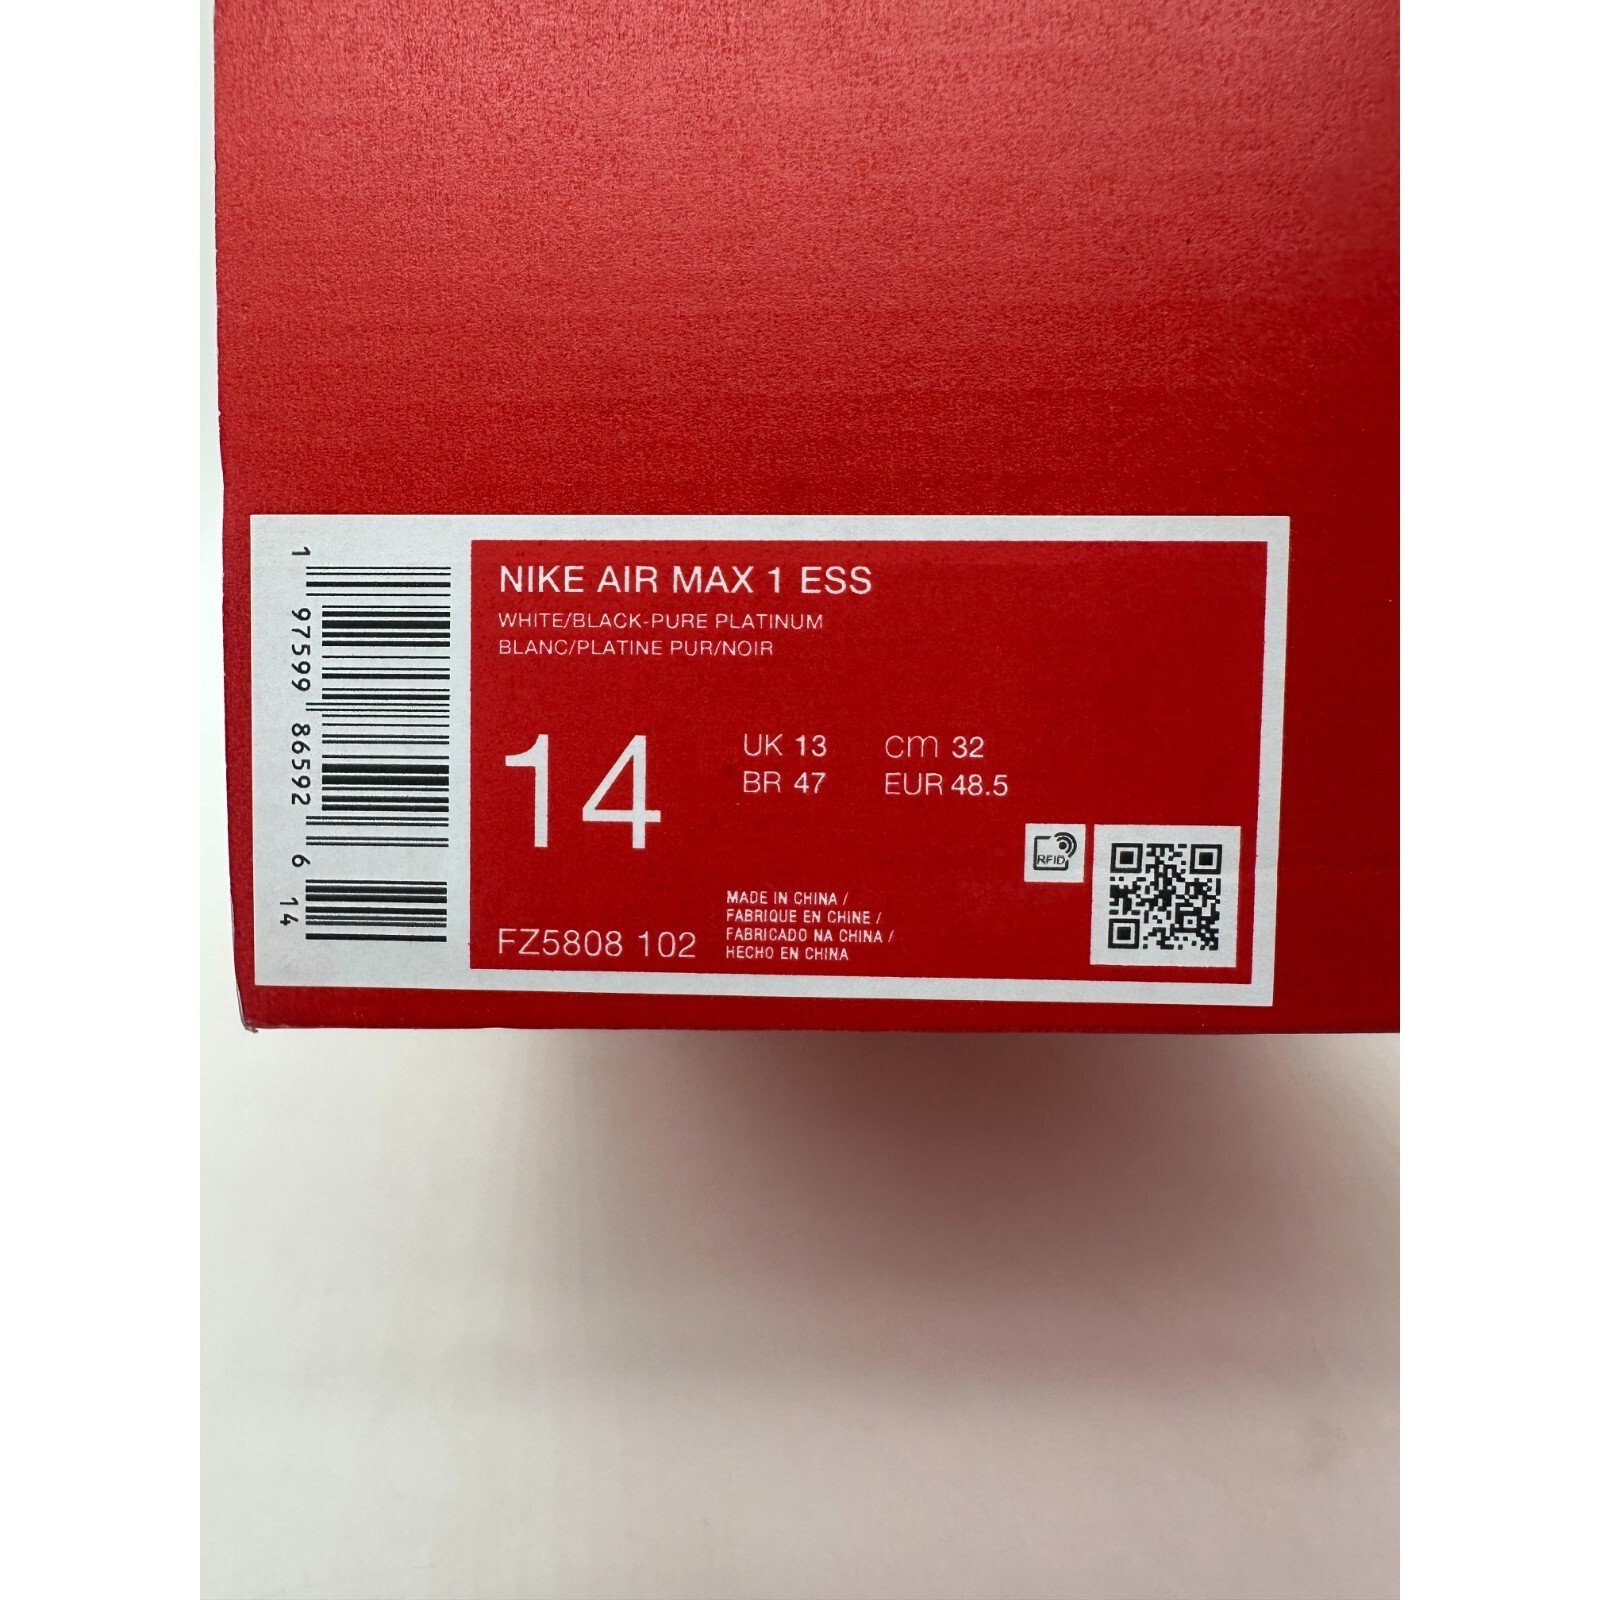 NIKE AIR MAX 1 ESS
WHITE/BLACK-PURE PLATINUM
BLANC/PLATINE PUR/NOIR
14
UK 13
cm 32
BR 47
EUR 48.5
RFID
MADE IN CHINA /
FABRIQUE EN CHINE /
FABRICADO NA CHINA /
HECHO EN CHINA
FZ5808 102
1 97599 86592 6 14